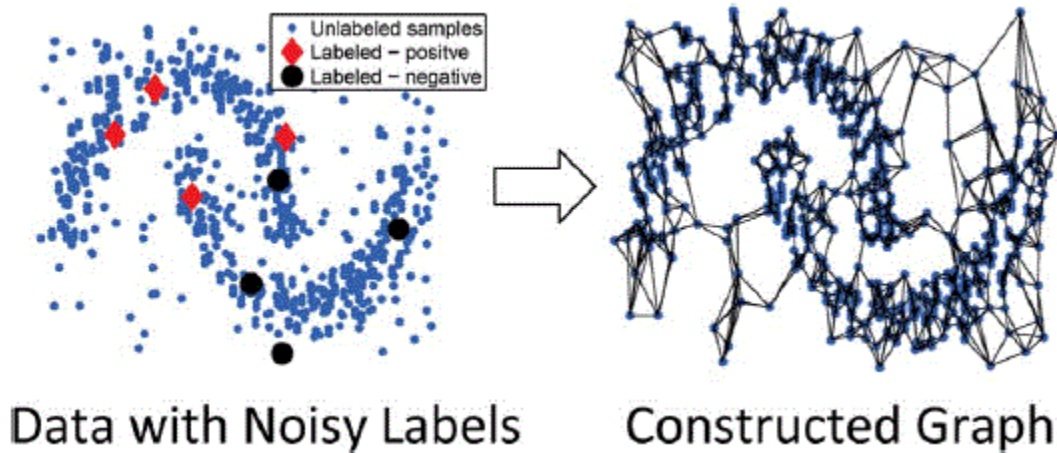 Unlabeled samples
Labeled – positve
Labeled – negative
Data with Noisy Labels
Constructed Graph